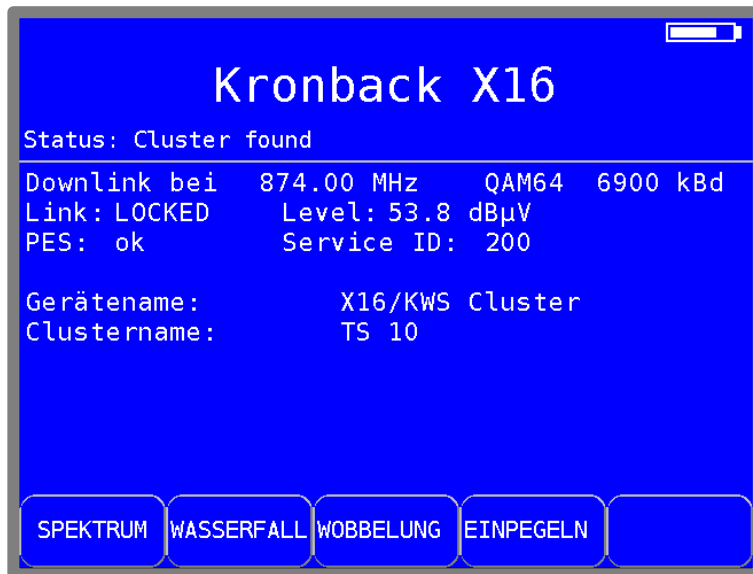 Kronback X16
Status: Cluster found
Downlink bei 874.00 MHz QAM64 6900 kBd
Link: LOCKED Level: 53.8 dBµV
PES: ok Service ID: 200
Gerätename: X16/KWS Cluster
Clustername: TS 10
SPEKTRUM WASSERFALL WOBBELUNG EINPEGELN